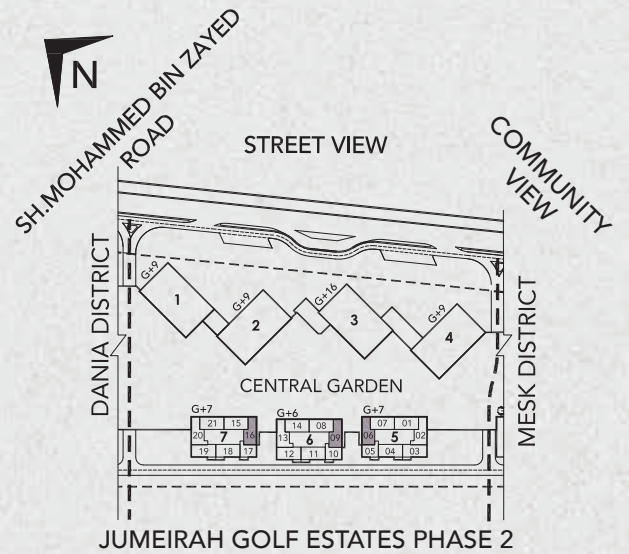 N
SH.MOHAMMED BIN ZAYED
ROAD
STREET VIEW
COMMUNITY
VIEW
DANIA DISTRICT
MESK DISTRICT
G+9
1
G+9
2
G+16
3
G+9
4
CENTRAL GARDEN
G+7
21 15
20 7 16
19 18 17
G+6
14 08
13 6 09
12 11 10
G+7
07 01
06 5 02
05 04 03
JUMEIRAH GOLF ESTATES PHASE 2